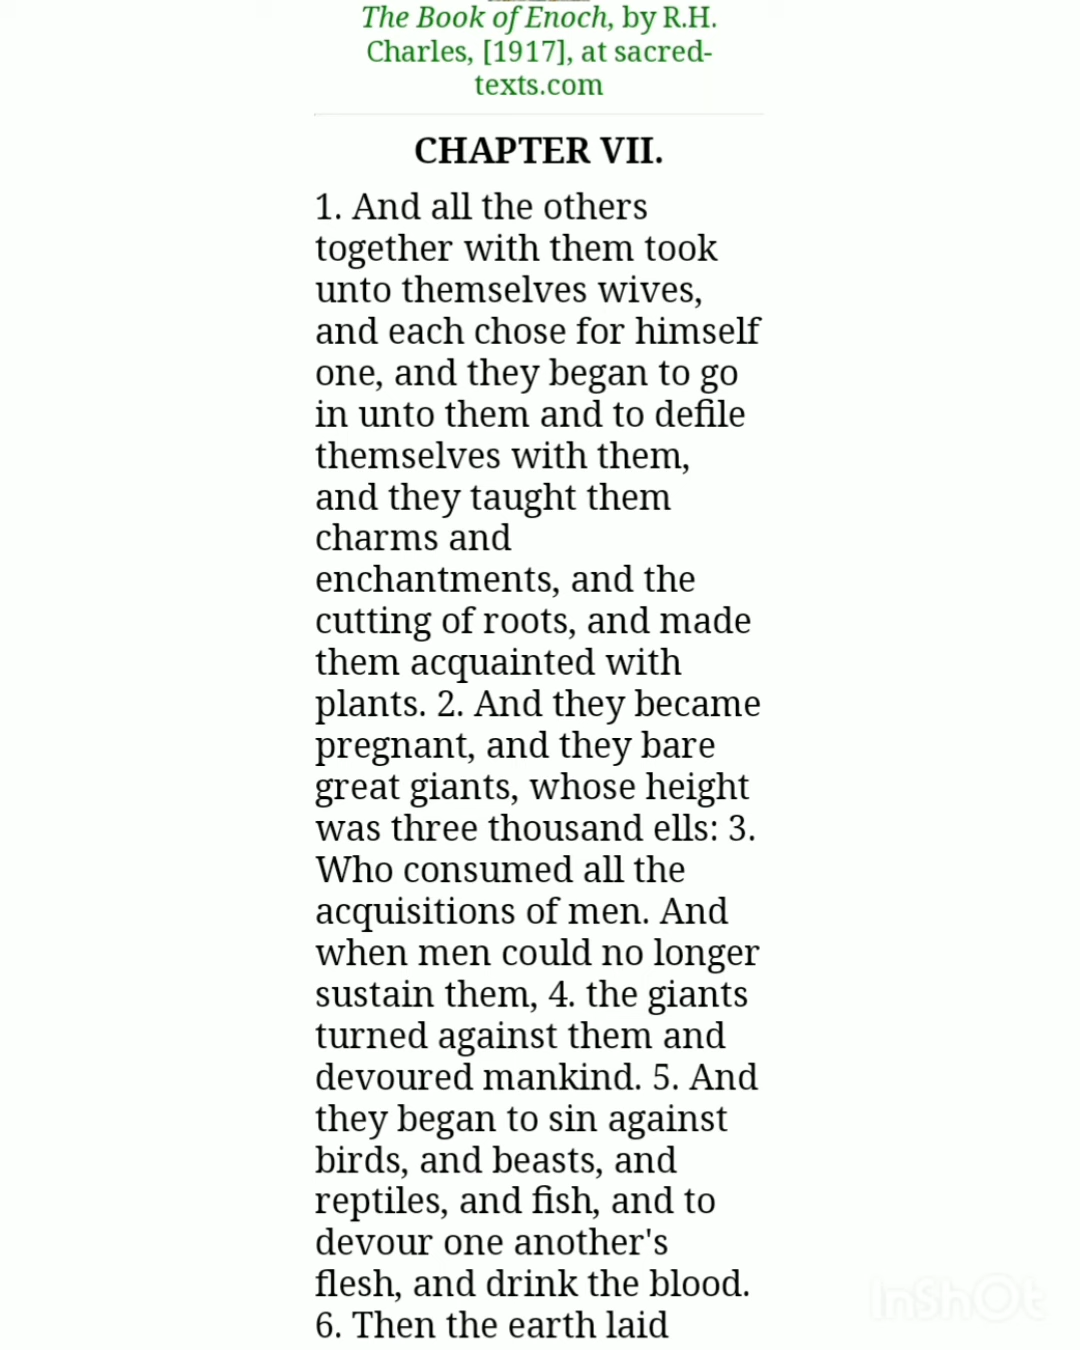 The Book of Enoch, by R.H.
Charles, [1917], at sacred-
texts.com
CHAPTER VII.
1. And all the others
together with them took
unto themselves wives,
and each chose for himself
one, and they began to go
in unto them and to defile
themselves with them,
and they taught them
charms and
enchantments, and the
cutting of roots, and made
them acquainted with
plants. 2. And they became
pregnant, and they bare
great giants, whose height
was three thousand ells: 3.
Who consumed all the
acquisitions of men. And
when men could no longer
sustain them, 4. the giants
turned against them and
devoured mankind. 5. And
they began to sin against
birds, and beasts, and
reptiles, and fish, and to
devour one another's
flesh, and drink the blood.
6. Then the earth laid
InShOt